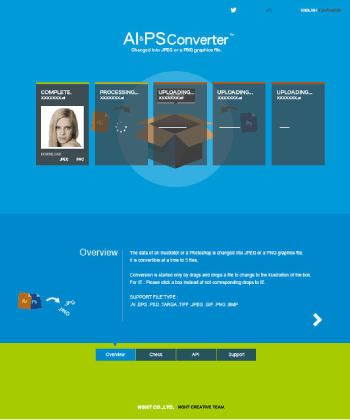 ENGLISH
AI&PSConverter™
Changed into JPEG or a PNG graphics file.
COMPLETE.
XXXXXXX.ai
PROCESSING...
XXXXXXX.ai
UPLOADING...
XXXXXXX.ai
UPLOADING...
XXXXXXX.ai
UPLOADING...
XXXXXXX.ai
DOWNLOAD
JPEG PNG
Overview
The data of an Illustrator or a Photoshop is changed into JPEG or a PNG graphics file.
It is convertible at a time to 5 files.
Conversion is started only by drags and drops a file to change to the illustration of the box.
For IE : Please click a box instead of not corresponding drops to IE.
SUPPORT FILE TYPE :
.AI .EPS .PSD .TARGA .TIFF .JPEG .GIF .PNG .BMP
Ai Ps JPG
PNG
Overview Check API Support
NGHT CO.,LTD. NGHT CREATIVE TEAM.